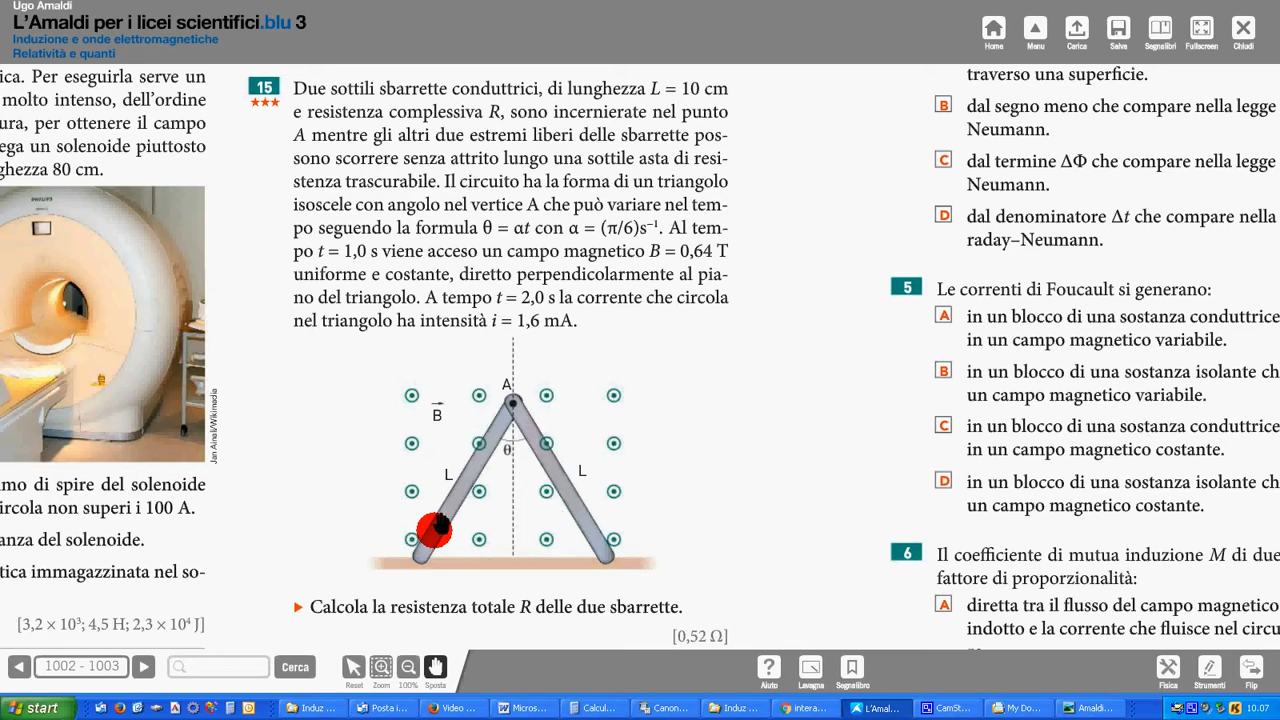 Ugo Amaldi
L'Amaldi per i licei scientifici.blu 3
Induzione e onde elettromagnetiche
Relatività e quanti
Home
Menu
Carica
Salva
Segnalibri
Fullscreen
Chiudi
ica. Per eseguirla serve un
molto intenso, dell'ordine
ura, per ottenere il campo
ega un solenoide piuttosto
ghezza 80 cm.
PHILIPS
Jan Ainali/Wikimedia
imo di spire del solenoide
ircola non superi i 100 A.
anza del solenoide.
tica immagazzinata nel so-
[3,2 × 10³; 4,5 H; 2,3 × 10⁴ J]
15
★★★
Due sottili sbarrette conduttrici, di lunghezza L = 10 cm
e resistenza complessiva R, sono incernierate nel punto
A mentre gli altri due estremi liberi delle sbarrette pos-
sono scorrere senza attrito lungo una sottile asta di resi-
stenza trascurabile. Il circuito ha la forma di un triangolo
isoscele con angolo nel vertice A che può variare nel tem-
po seguendo la formula θ = αt con α = (π/6)s⁻¹. Al tem-
po t = 1,0 s viene acceso un campo magnetico B = 0,64 T
uniforme e costante, diretto perpendicolarmente al pia-
no del triangolo. A tempo t = 2,0 s la corrente che circola
nel triangolo ha intensità i = 1,6 mA.
A
B
θ
L
L
Calcola la resistenza totale R delle due sbarrette.
[0,52 Ω]
traverso una superficie.
B dal segno meno che compare nella legge
Neumann.
C dal termine ΔΦ che compare nella legge
Neumann.
D dal denominatore Δt che compare nella
raday–Neumann.
5 Le correnti di Foucault si generano:
A in un blocco di una sostanza conduttrice
in un campo magnetico variabile.
B in un blocco di una sostanza isolante ch
un campo magnetico variabile.
C in un blocco di una sostanza conduttrice
in un campo magnetico costante.
D in un blocco di una sostanza isolante ch
un campo magnetico costante.
6 Il coefficiente di mutua induzione M di due
fattore di proporzionalità:
A diretta tra il flusso del campo magnetico
indotto e la corrente che fluisce nel circu
1002 - 1003
Cerca
Reset
Zoom
100%
Sposta
Aiuto
Lavagna
Segnalibro
Fisica
Strumenti
Flip
start
Induz ...
Posta i...
Video ...
Micros...
Calcul...
Canon...
Induz ...
intera...
L'Amal...
CamSt...
My Do...
Amaldi...
10.07